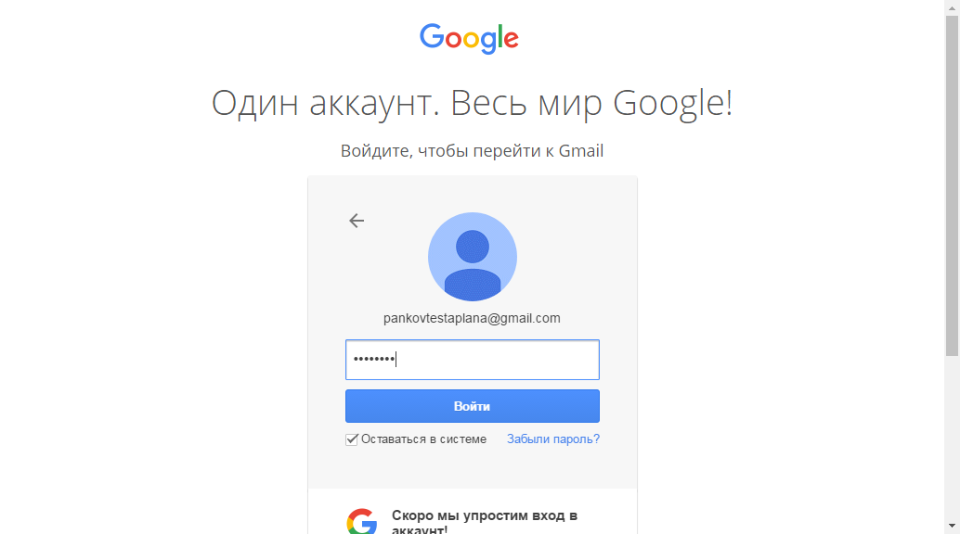 Google
Один аккаунт. Весь мир Google!
Войдите, чтобы перейти к Gmail
pankovtestaplana@gmail.com
••••••••
Войти
Оставаться в системе Забыли пароль?
Скоро мы упростим вход в
аккаунт!